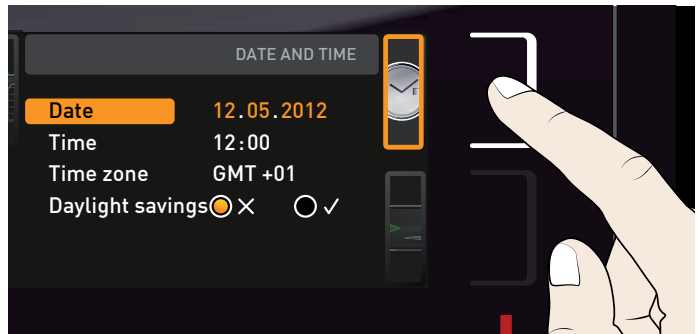 DATE AND TIME
Date 12.05.2012
Time 12:00
Time zone GMT +01
Daylight savings